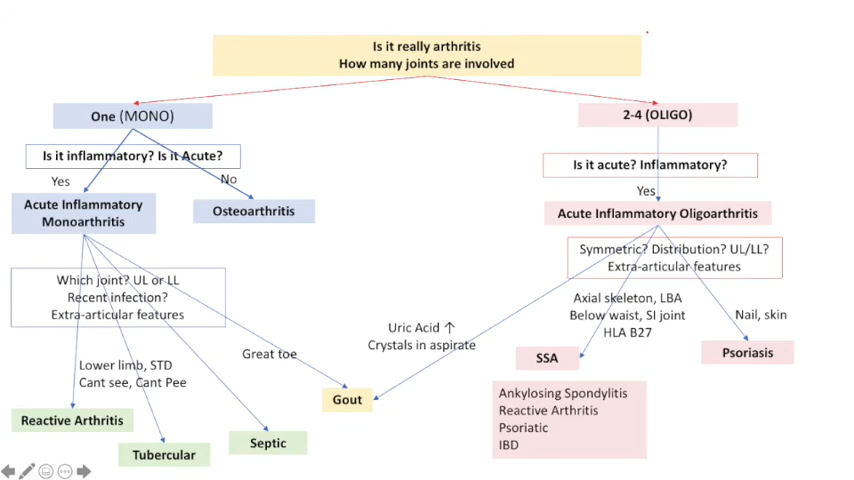 Is it really arthritis
How many joints are involved
One (MONO)
2-4 (OLIGO)
Is it inflammatory? Is it Acute?
Is it acute? Inflammatory?
Yes
No
Yes
Acute Inflammatory
Monoarthritis
Osteoarthritis
Acute Inflammatory Oligoarthritis
Which joint? UL or LL
Recent infection?
Extra-articular features
Symmetric? Distribution? UL/LL?
Extra-articular features
Lower limb, STD
Cant see, Cant Pee
Great toe
Uric Acid ↑
Crystals in aspirate
Axial skeleton, LBA
Below waist, SI joint
HLA B27
Nail, skin
SSA
Psoriasis
Gout
Ankylosing Spondylitis
Reactive Arthritis
Psoriatic
IBD
Reactive Arthritis
Tubercular
Septic